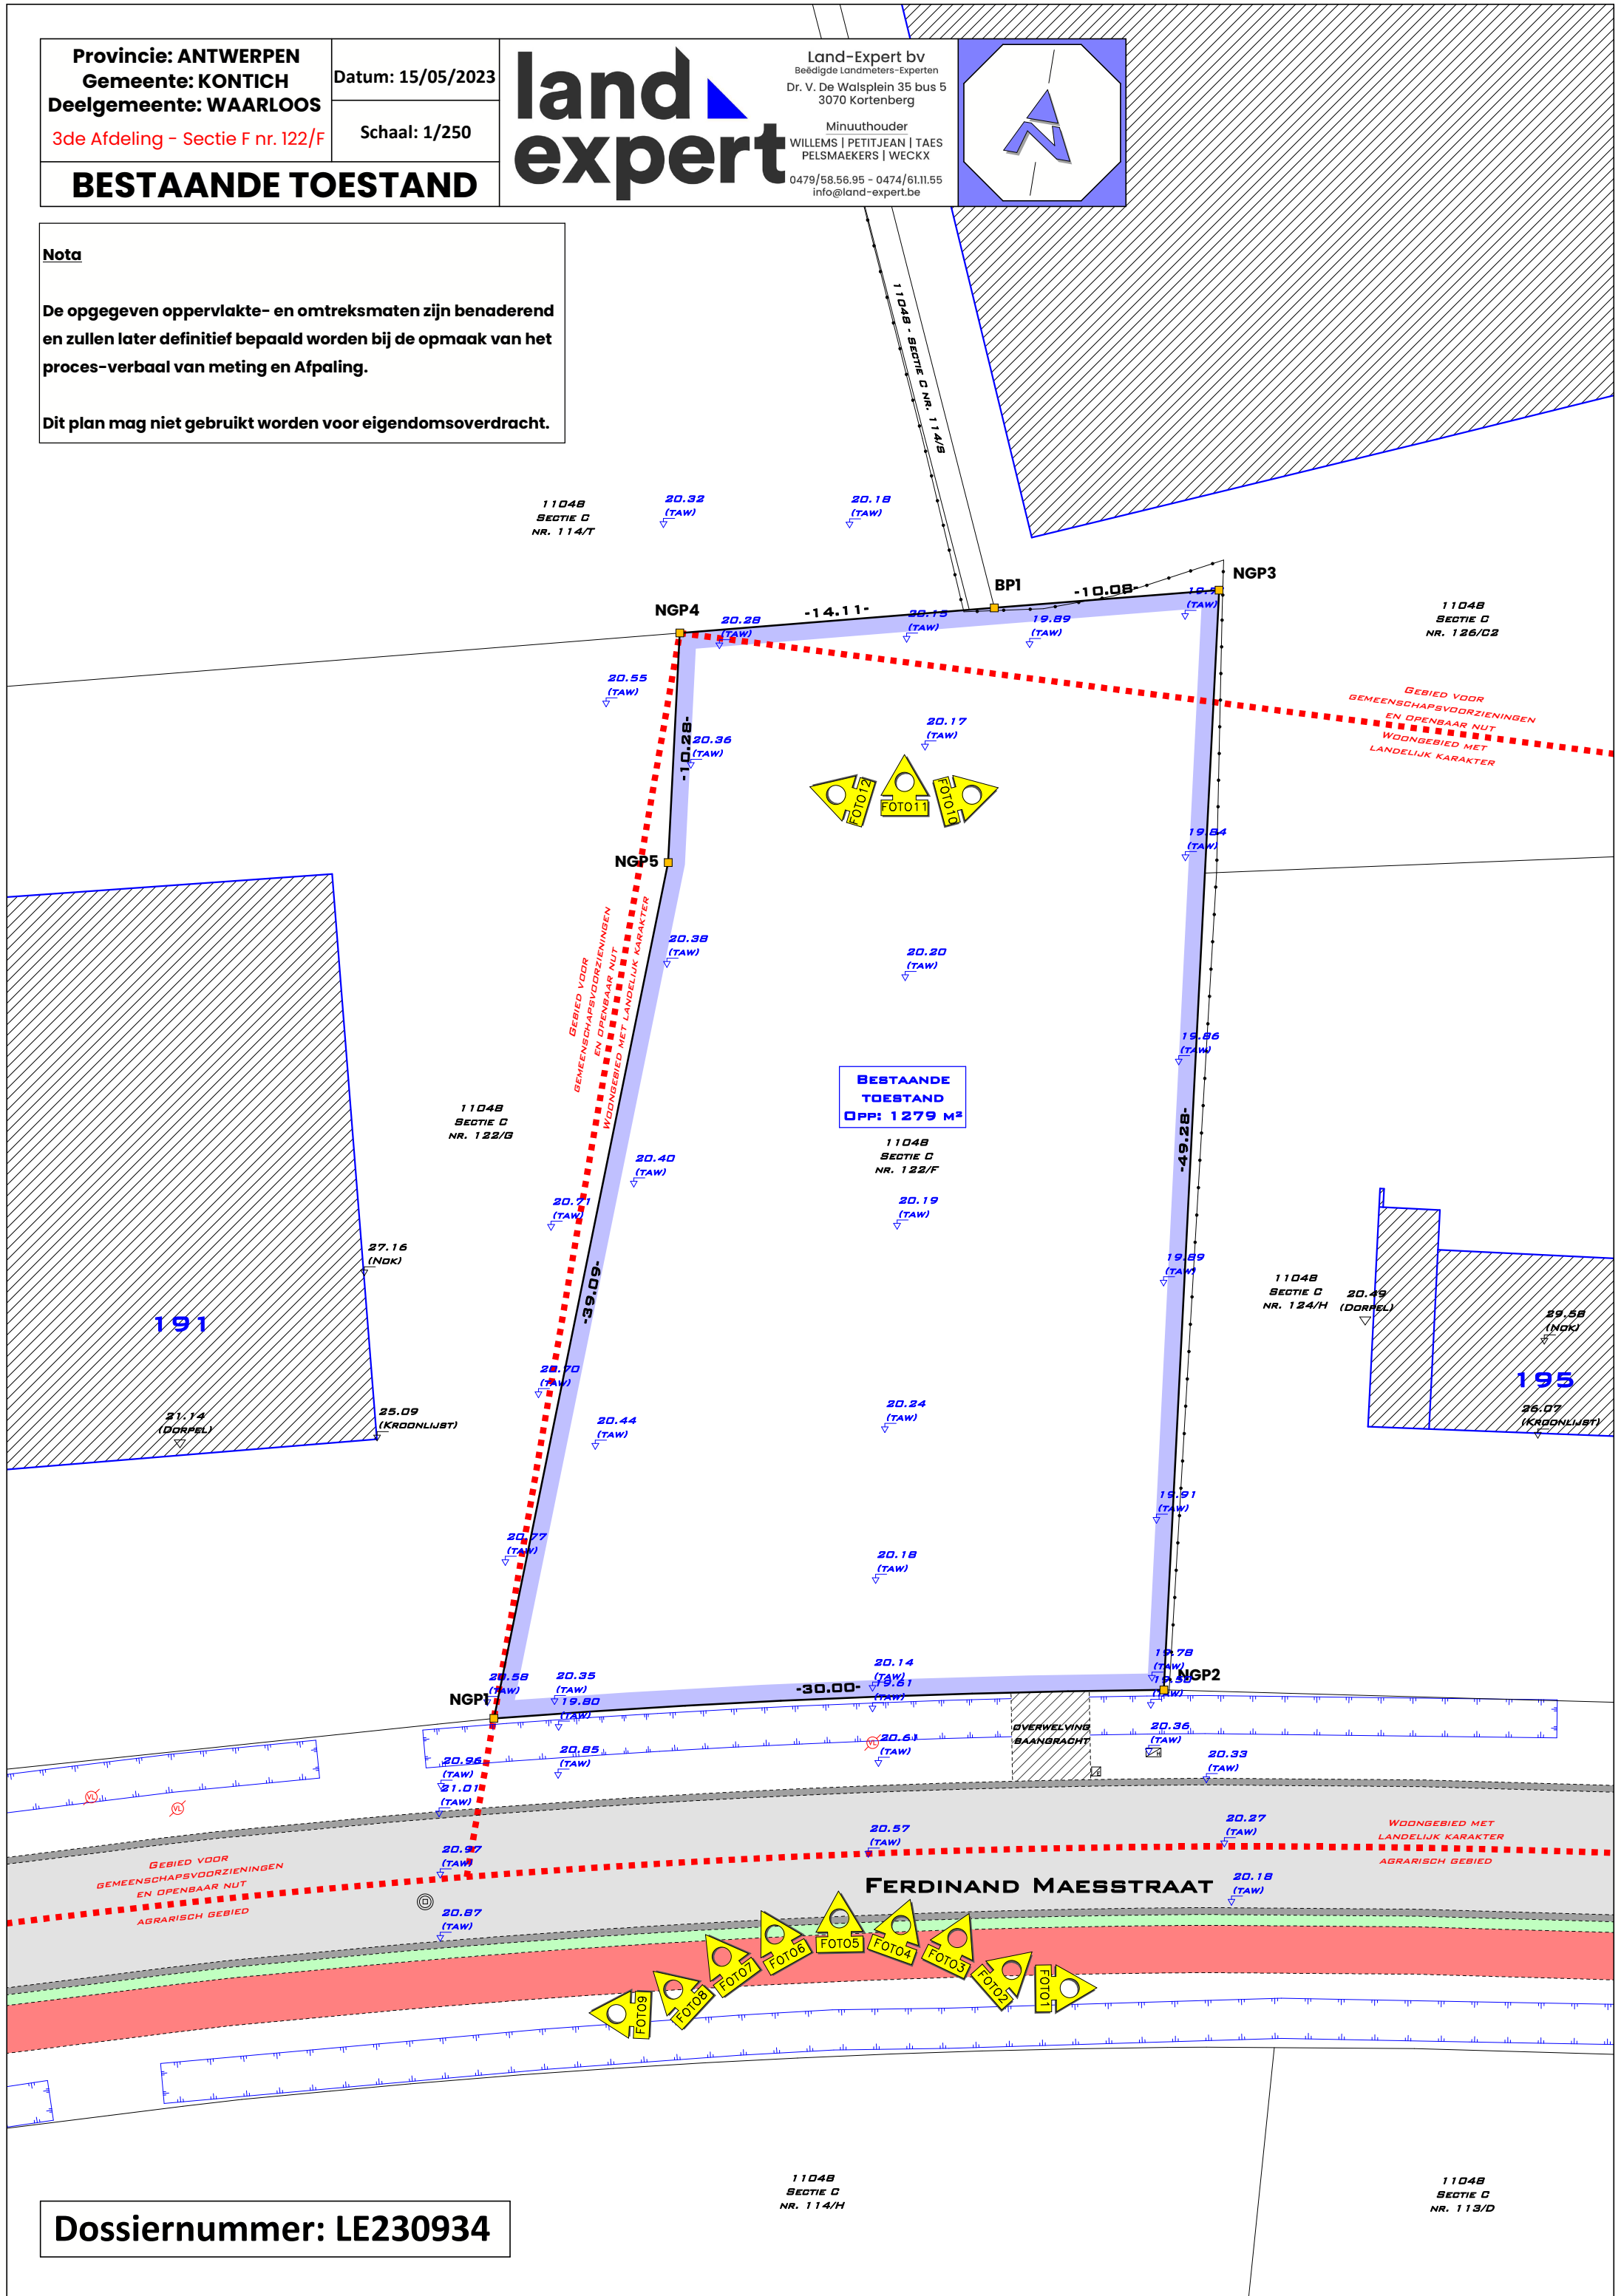 Provincie: ANTWERPEN
Gemeente: KONTICH
Deelgemeente: WAARLOOS
3de Afdeling - Sectie F nr. 122/F
Datum: 15/05/2023
Schaal: 1/250
BESTAANDE TOESTAND
land
expert
Land-Expert bv
Beëdigde Landmeters-Experten
Dr. V. De Walsplein 35 bus 5
3070 Kortenberg
Minuuthouder
WILLEMS | PETITJEAN | TAES
PELSMAEKERS | WECKX
0479/58.56.95 - 0474/61.11.55
info@land-expert.be
N
Nota
De opgegeven oppervlakte- en omtreksmaten zijn benaderend
en zullen later definitief bepaald worden bij de opmaak van het
proces-verbaal van meting en Afpaling.
Dit plan mag niet gebruikt worden voor eigendomsoverdracht.
11048 - SECTIE C NR. 114/S
11048
SECTIE C
NR. 114/T
20.32
(TAW)
20.18
(TAW)
NGP4
-14.11-
BP1
-10.08-
NGP3
20.28
(TAW)
20.15
(TAW)
19.89
(TAW)
(TAW)
11048
SECTIE C
NR. 126/C2
20.55
(TAW)
-10.28-
20.36
(TAW)
20.17
(TAW)
GEBIED VOOR
GEMEENSCHAPSVOORZIENINGEN
EN OPENBAAR NUT
WOONGEBIED MET
LANDELIJK KARAKTER
FOTO12
FOTO11
FOTO10
19.84
(TAW)
NGP5
20.38
(TAW)
20.20
(TAW)
GEBIED VOOR
GEMEENSCHAPSVOORZIENINGEN
EN OPENBAAR NUT
WOONGEBIED MET LANDELIJK KARAKTER
19.86
(TAW)
BESTAANDE
TOESTAND
OPP: 1279 M²
11048
SECTIE C
NR. 122/G
11048
SECTIE C
NR. 122/F
-49.28-
20.40
(TAW)
20.71
(TAW)
20.19
(TAW)
27.16
(NOK)
-39.09-
19.89
(TAW)
11048
SECTIE C
NR. 124/H
20.49
(DORPEL)
191
29.58
(NOK)
195
20.70
(TAW)
21.14
(DORPEL)
25.09
(KROONLIJST)
20.44
(TAW)
20.24
(TAW)
26.07
(KROONLIJST)
19.91
(TAW)
20.77
(TAW)
20.18
(TAW)
20.58
(TAW)
20.35
(TAW)
20.14
(TAW)
19.78
(TAW)
NGP1
19.80
(TAW)
-30.00-
19.61
(TAW)
NGP2
OVERWELVING
BAANGRACHT
20.96
(TAW)
20.85
(TAW)
VL
20.61
(TAW)
20.36
(TAW)
20.33
(TAW)
21.01
(TAW)
VL
VL
20.97
(TAW)
20.57
(TAW)
20.27
(TAW)
WOONGEBIED MET
LANDELIJK KARAKTER
AGRARISCH GEBIED
GEBIED VOOR
GEMEENSCHAPSVOORZIENINGEN
EN OPENBAAR NUT
AGRARISCH GEBIED
FERDINAND MAESSTRAAT
20.18
(TAW)
20.87
(TAW)
FOTO9
FOTO8
FOTO7
FOTO6
FOTO5
FOTO4
FOTO3
FOTO2
FOTO1
11048
SECTIE C
NR. 114/H
11048
SECTIE C
NR. 113/D
Dossiernummer: LE230934